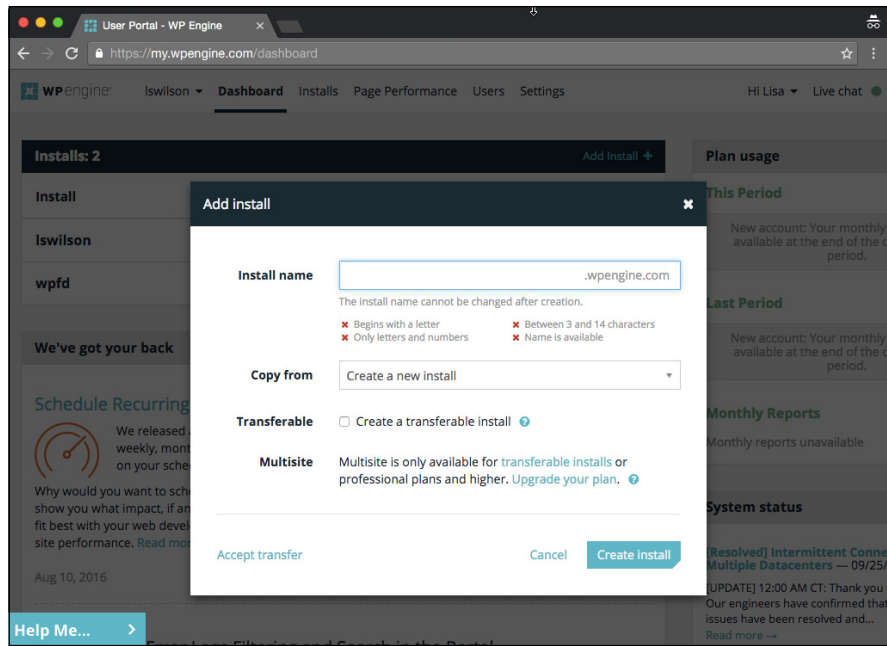 User Portal - WP Engine
https://my.wpengine.com/dashboard
WPengine
lswilson
Dashboard
Installs
Page Performance
Users
Settings
Hi Lisa
Live chat
Installs: 2
Add Install +
Install
lswilson
wpfd
We've got your back
Schedule Recurring
We released
weekly, mont
on your sche
Why would you want to sch
show you what impact, if an
fit best with your web devel
site performance. Read mor
Aug 10, 2016
Error Logs Filtering and Search in the Portal
Help Me...
Add install
Install name
.wpengine.com
The install name cannot be changed after creation.
Begins with a letter
Between 3 and 14 characters
Only letters and numbers
Name is available
Copy from
Create a new install
Transferable
Create a transferable install
Multisite
Multisite is only available for transferable installs or
professional plans and higher. Upgrade your plan.
Accept transfer
Cancel
Create install
Plan usage
This Period
New account: Your monthly
available at the end of the
period.
Last Period
New account: Your monthly
available at the end of the
period.
Monthly Reports
Monthly reports unavailable
System status
[Resolved] Intermittent Conne
Multiple Datacenters — 09/25/
[UPDATE] 12:00 AM CT: Thank you
Our engineers have confirmed that
issues have been resolved and...
Read more →